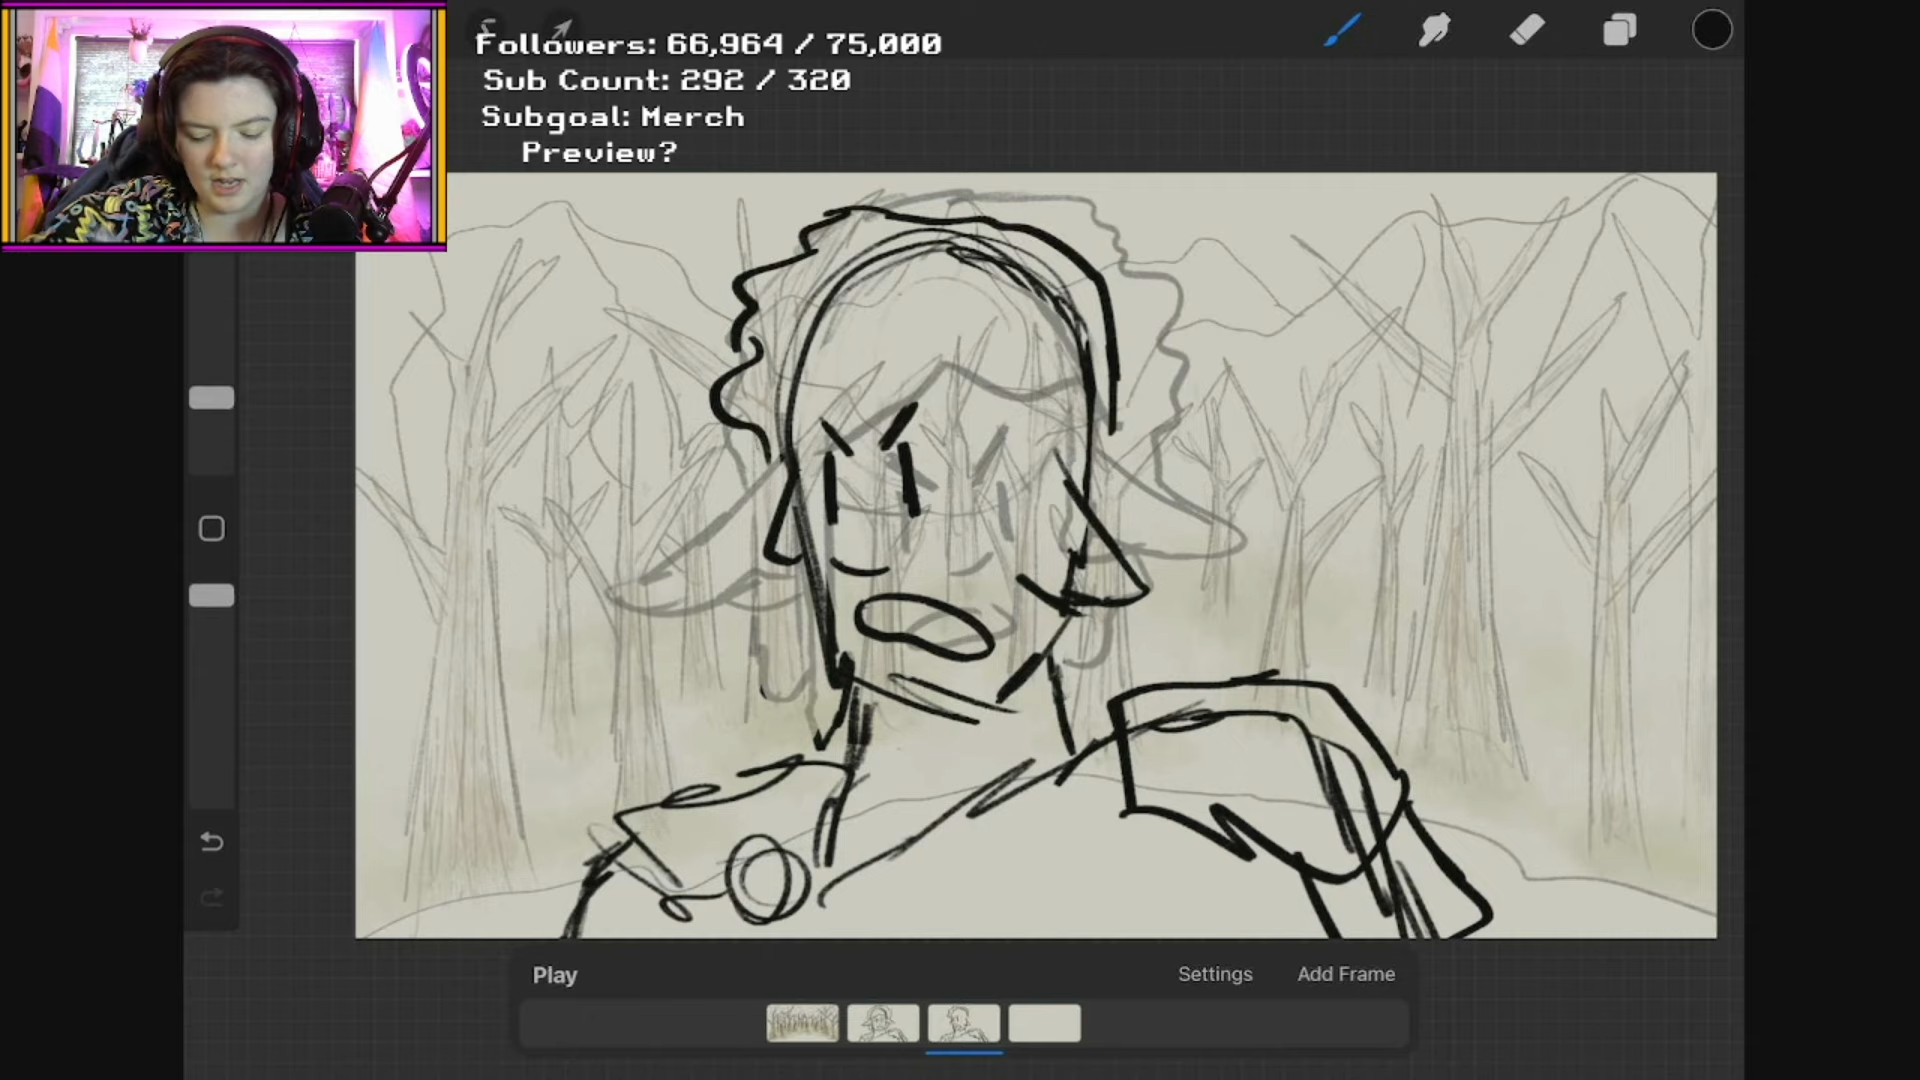 Followers: 66,964 / 75,000
Sub Count: 292 / 320
Subgoal: Merch
Preview?
Play
Settings
Add Frame